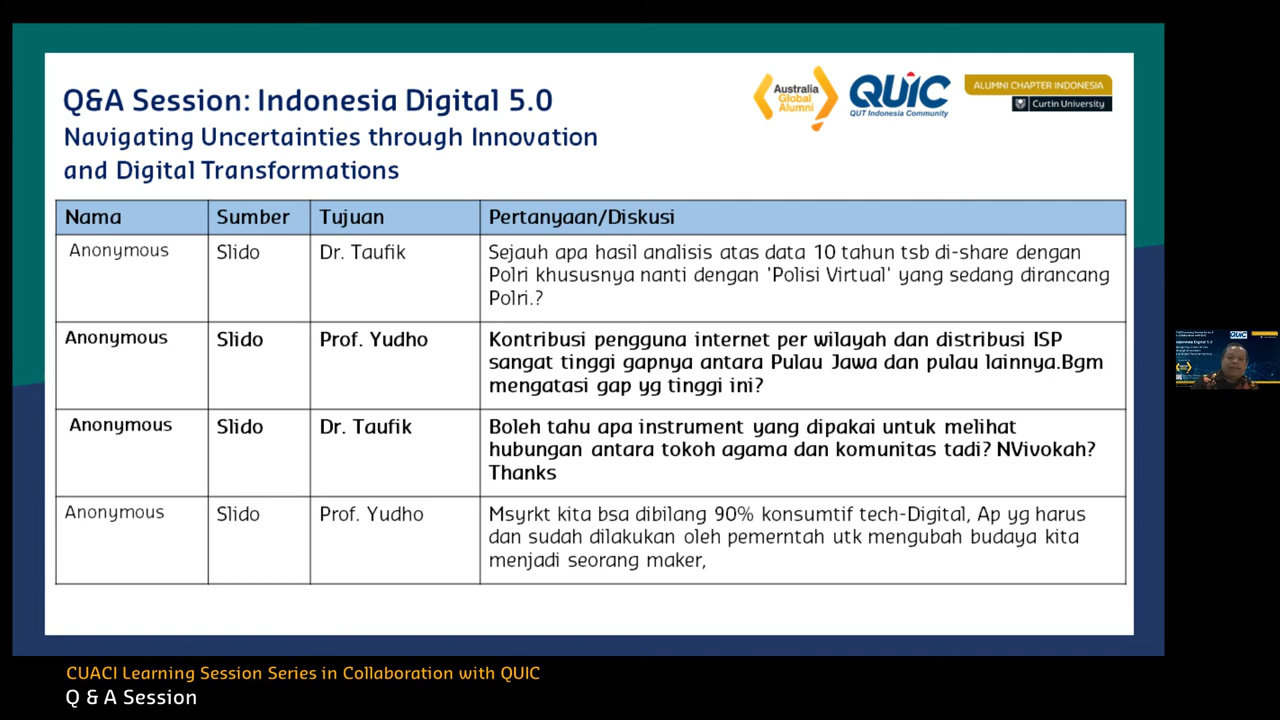 Q&A Session: Indonesia Digital 5.0
Navigating Uncertainties through Innovation
and Digital Transformations
Australia
Global
Alumni
QUIC
QUT Indonesia Community
ALUMNI CHAPTER INDONESIA
Curtin University
Nama Sumber Tujuan Pertanyaan/Diskusi
Anonymous Slido Dr. Taufik Sejauh apa hasil analisis atas data 10 tahun tsb di-share dengan
Polri khususnya nanti dengan 'Polisi Virtual' yang sedang dirancang
Polri.?
Anonymous Slido Prof. Yudho Kontribusi pengguna internet per wilayah dan distribusi ISP
sangat tinggi gapnya antara Pulau Jawa dan pulau lainnya.Bgm
mengatasi gap yg tinggi ini?
Anonymous Slido Dr. Taufik Boleh tahu apa instrument yang dipakai untuk melihat
hubungan antara tokoh agama dan komunitas tadi? NVivokah?
Thanks
Anonymous Slido Prof. Yudho Msyrkt kita bsa dibilang 90% konsumtif tech-Digital, Ap yg harus
dan sudah dilakukan oleh pemerntah utk mengubah budaya kita
menjadi seorang maker,
CUACI Learning Session Series in Collaboration with QUIC
Q & A Session
QUIC
Indonesia Digital 5.0